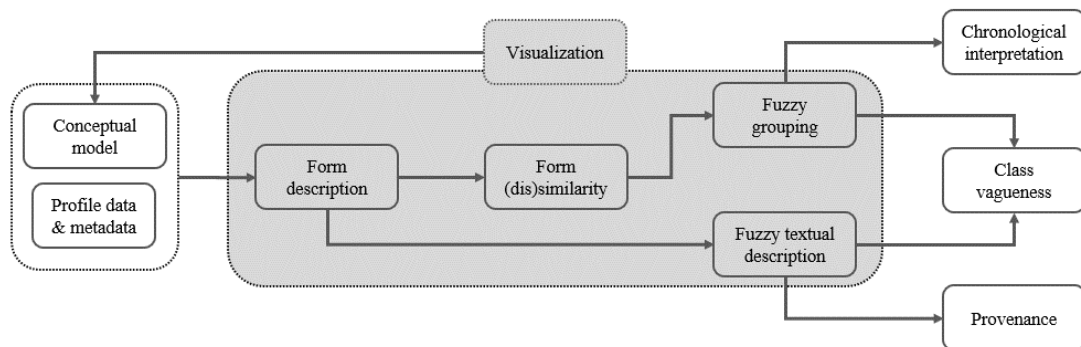 Visualization
Chronological
interpretation
Conceptual
model
Profile data
& metadata
Form
description
Form
(dis)similarity
Fuzzy
grouping
Fuzzy textual
description
Class
vagueness
Provenance